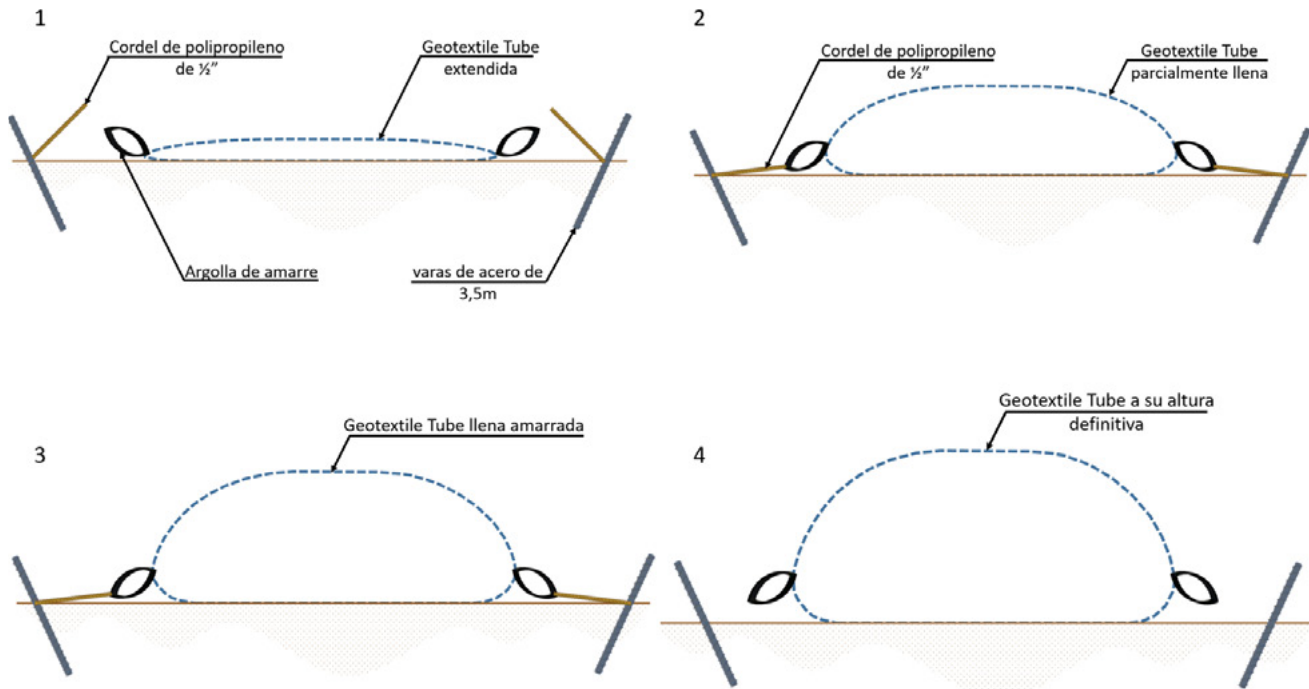 1
Cordel de polipropileno
de ½”
Geotextile Tube
extendida
Argolla de amarre
varas de acero de
3,5m
2
Cordel de polipropileno
de ½”
Geotextile Tube
parcialmente llena
3
Geotextile Tube llena amarrada
4
Geotextile Tube a su altura
definitiva